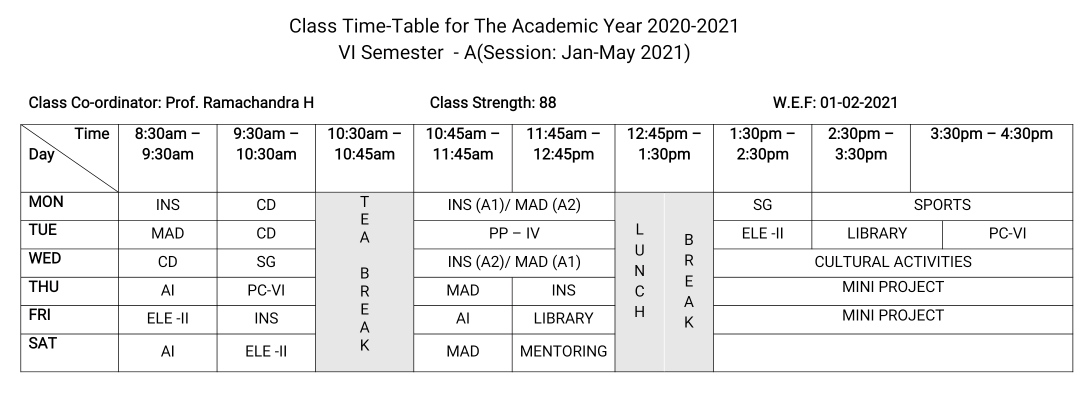 Class Time-Table for The Academic Year 2020-2021
VI Semester - A(Session: Jan-May 2021)
Class Co-ordinator: Prof. Ramachandra H Class Strength: 88 W.E.F: 01-02-2021
Time 8:30am – 9:30am – 10:30am – 10:45am – 11:45am – 12:45pm – 1:30pm – 2:30pm – 3:30pm – 4:30pm
Day 9:30am 10:30am 10:45am 11:45am 12:45pm 1:30pm 2:30pm 3:30pm
TEA BREAK
LUNCH BREAK
MON INS CD INS (A1)/ MAD (A2) SG SPORTS
TUE MAD CD PP – IV ELE -II LIBRARY PC-VI
WED CD SG INS (A2)/ MAD (A1) CULTURAL ACTIVITIES
THU AI PC-VI MAD INS MINI PROJECT
FRI ELE -II INS AI LIBRARY MINI PROJECT
SAT AI ELE -II MAD MENTORING